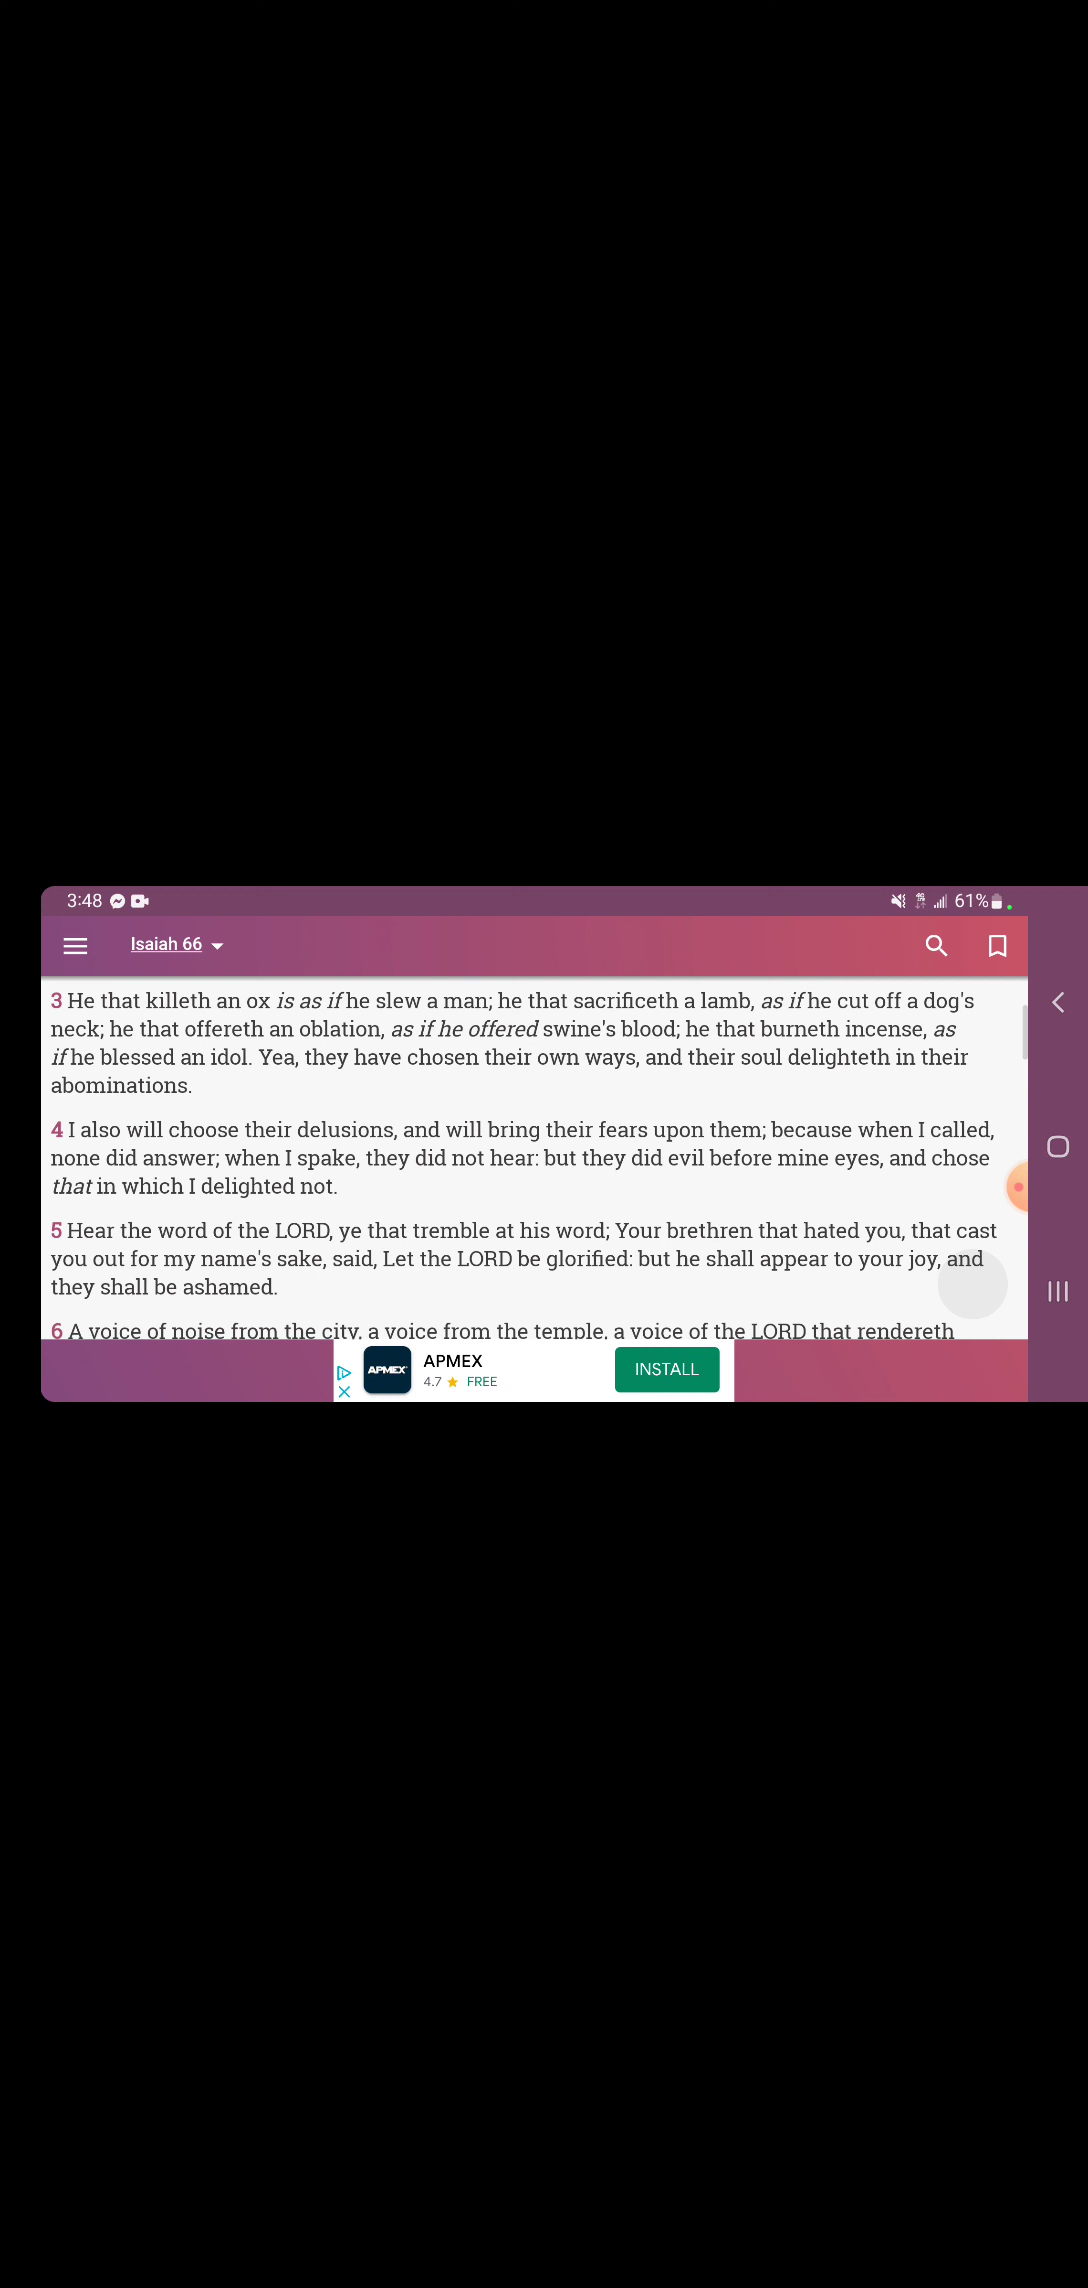 3:48 61%
Isaiah 66
3 He that killeth an ox is as if he slew a man; he that sacrificeth a lamb, as if he cut off a dog's
neck; he that offereth an oblation, as if he offered swine's blood; he that burneth incense, as
if he blessed an idol. Yea, they have chosen their own ways, and their soul delighteth in their
abominations.
4 I also will choose their delusions, and will bring their fears upon them; because when I called,
none did answer; when I spake, they did not hear: but they did evil before mine eyes, and chose
that in which I delighted not.
5 Hear the word of the LORD, ye that tremble at his word; Your brethren that hated you, that cast
you out for my name's sake, said, Let the LORD be glorified: but he shall appear to your joy, and
they shall be ashamed.
6 A voice of noise from the city, a voice from the temple, a voice of the LORD that rendereth
APMEX
APMEX
4.7 ★ FREE
INSTALL